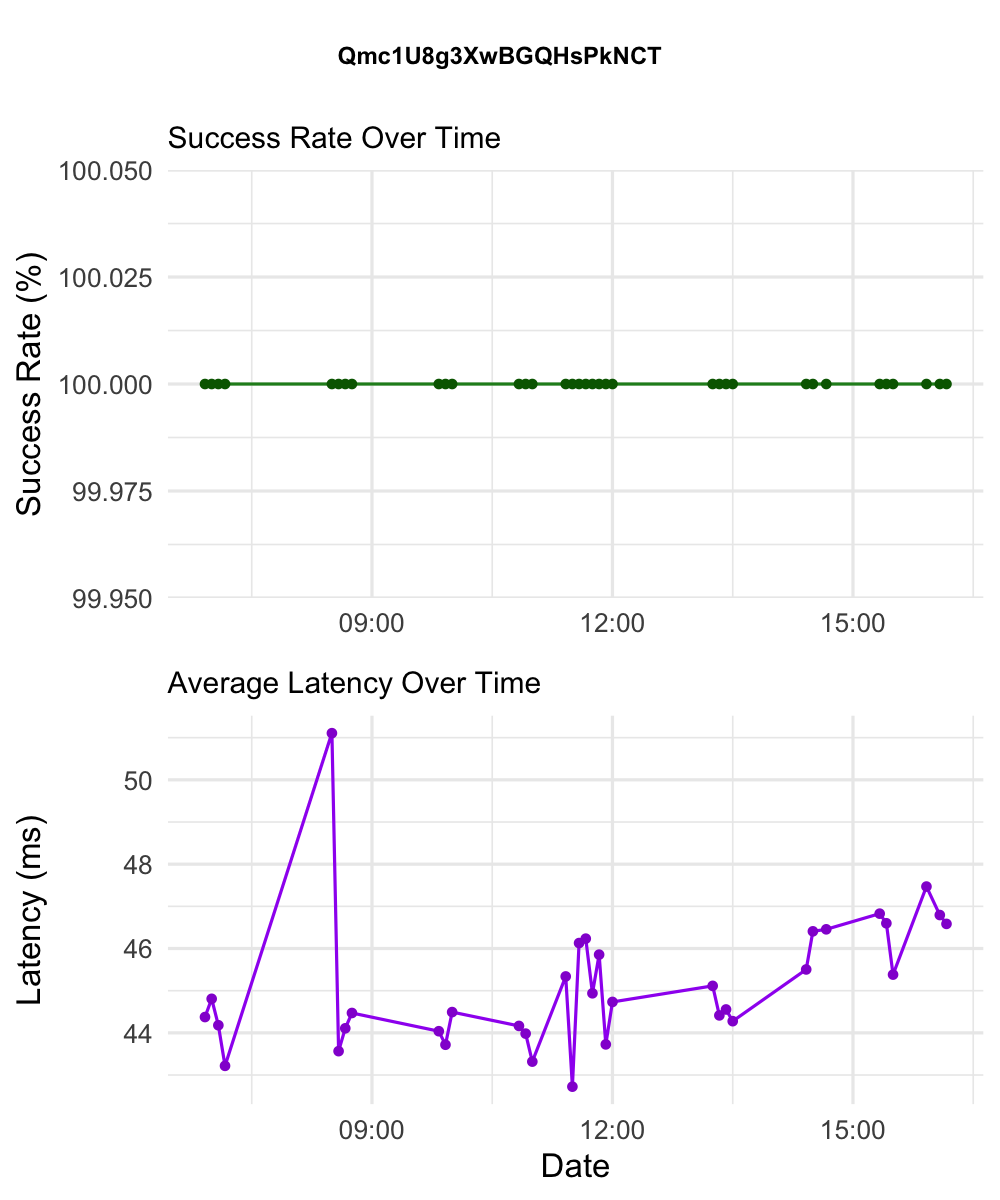 Qmc1U8g3XwBGQHsPkNCT
Success Rate Over Time
Success Rate (%)
100.050
100.025
100.000
99.975
99.950
09:00 12:00 15:00
Average Latency Over Time
Latency (ms)
50
48
46
44
09:00 12:00 15:00
Date